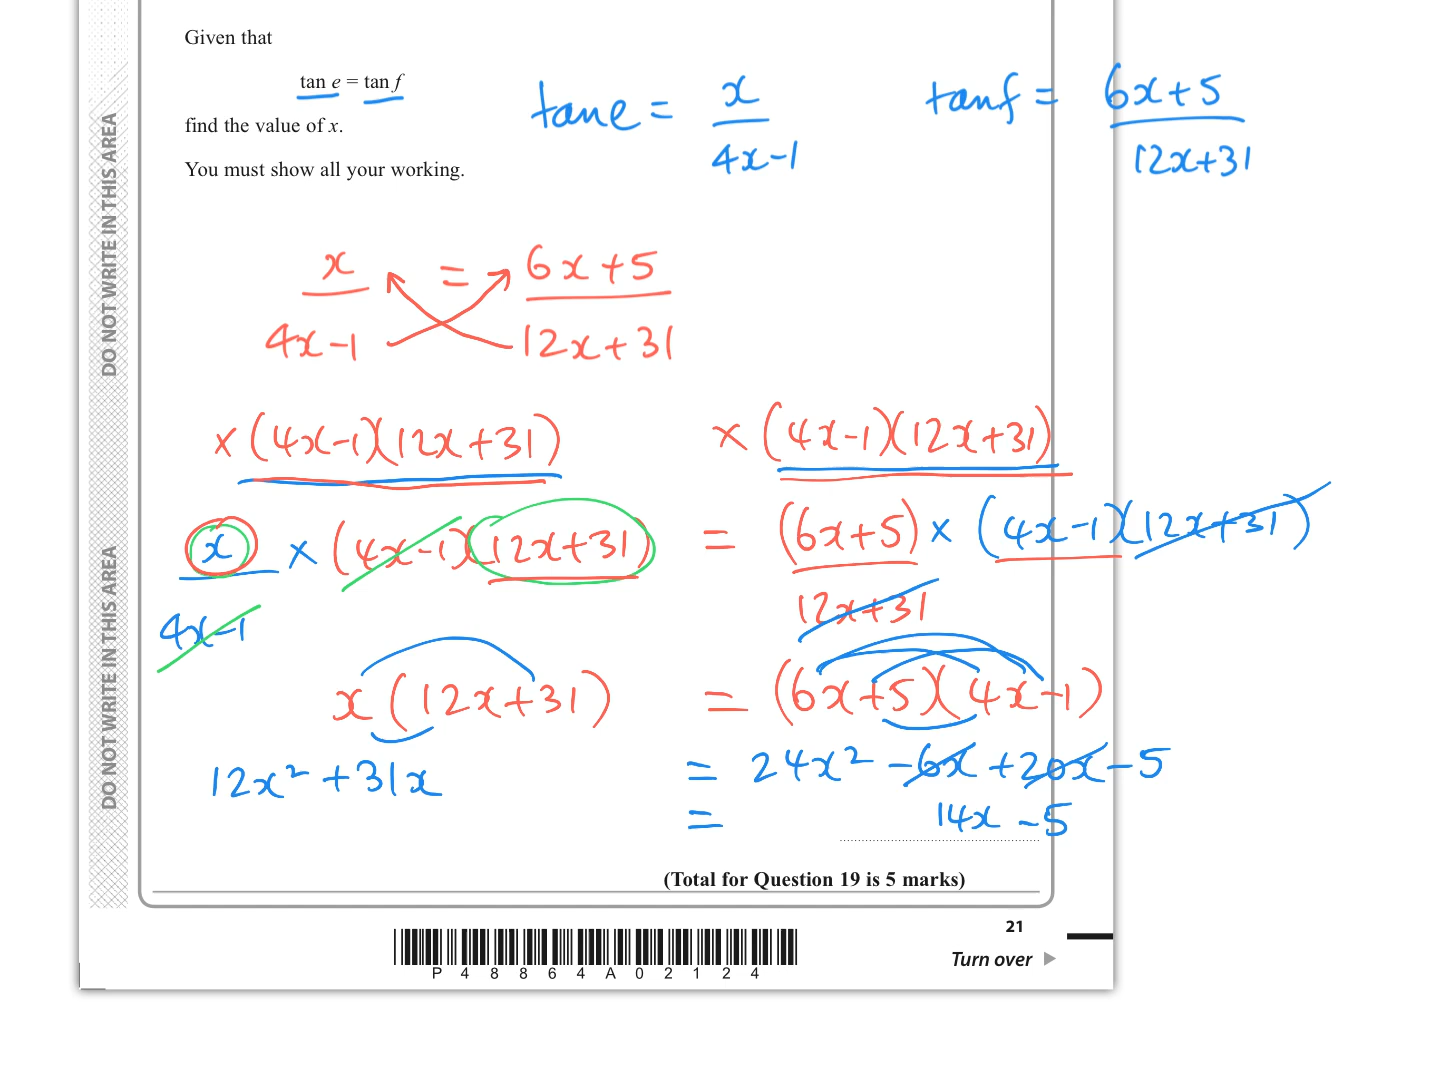 Given that
tan e = tan f
tan e = x / 4x-1
tan f = 6x+5 / 12x+31
find the value of x.
You must show all your working.
DO NOT WRITE IN THIS AREA
x / 4x-1 = 6x+5 / 12x+31
×(4x-1)(12x+31) ×(4x-1)(12x+31)
x / 4x-1 × (4x-1)(12x+31) = (6x+5) / 12x+31 × (4x-1)(12x+31)
DO NOT WRITE IN THIS AREA
x(12x+31) = (6x+5)(4x-1)
12x² + 31x = 24x² - 6x + 20x - 5
= 14x - 5
(Total for Question 19 is 5 marks)
21
Turn over
P 4 8 8 6 4 A 0 2 1 2 4